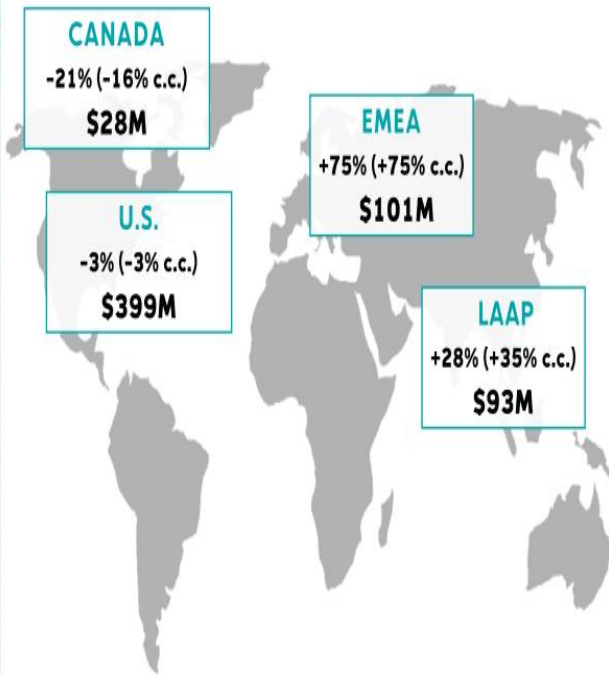 CANADA
-21% (-16% c.c.)
$28M
EMEA
+75% (+75% c.c.)
$101M
U.S.
-3% (-3% c.c.)
$399M
LAAP
+28% (+35% c.c.)
$93M